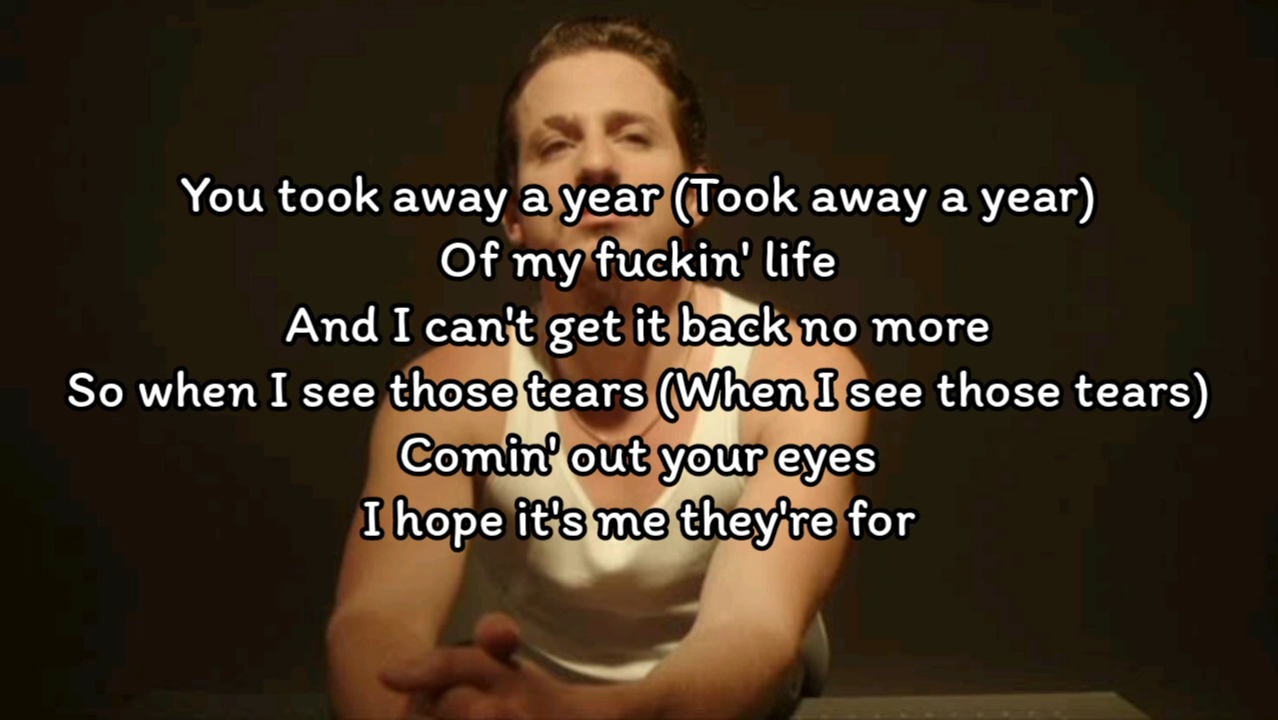 You took away a year (Took away a year)
Of my fuckin' life
And I can't get it back no more
So when I see those tears (When I see those tears)
Comin' out your eyes
I hope it's me they're for